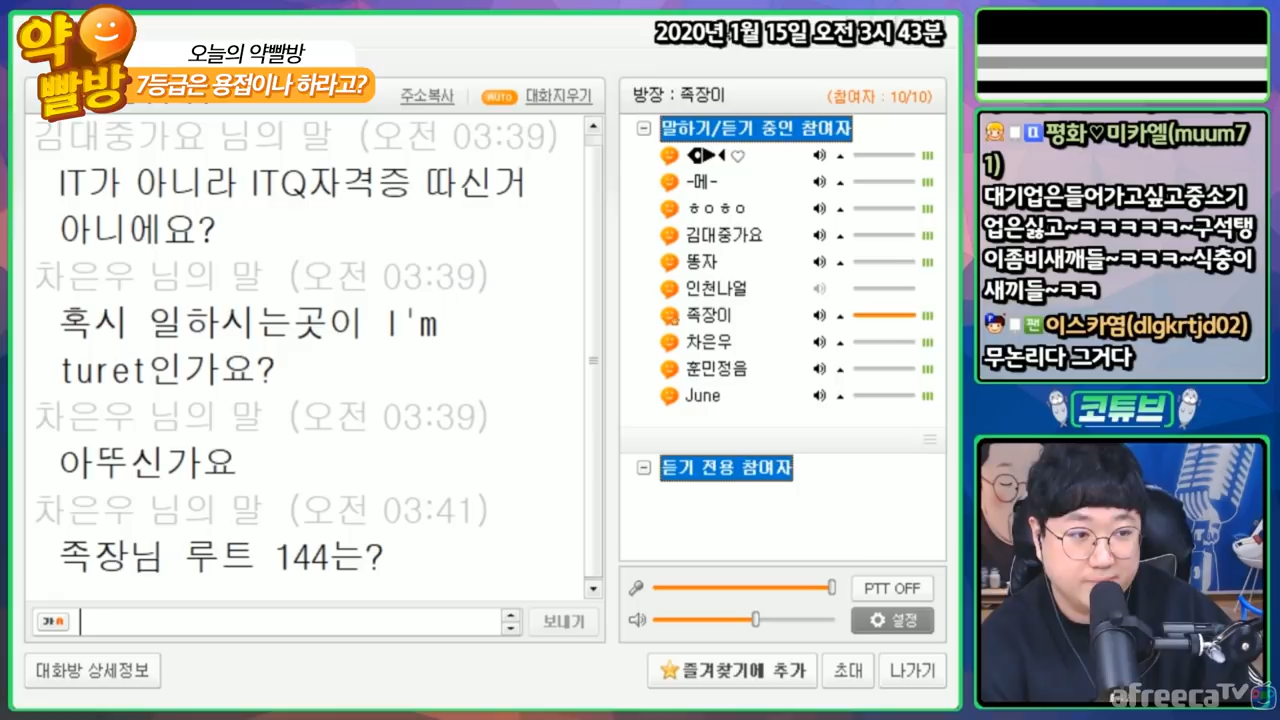 약빨방
오늘의 약빨방
7등급은 용접이나 하라고?
2020년 1월 15일 오전 3시 43분
주소복사
AUTO
대화지우기
김대중가요 님의 말 (오전 03:39)
IT가 아니라 ITQ자격증 따신거
아니에요?
차은우 님의 말 (오전 03:39)
혹시 일하시는곳이 I'm
turet인가요?
차은우 님의 말 (오전 03:39)
아뚜신가요
차은우 님의 말 (오전 03:41)
족장님 루트 144는?
가A
보내기
대화방 상세정보
방장 : 족장이
(참여자 : 10/10)
말하기/듣기 중인 참여자
-메-
ㅎㅇㅎㅇ
김대중가요
똥자
인천나얼
족장이
차은우
훈민정음
June
듣기 전용 참여자
PTT OFF
설정
즐겨찾기에 추가
초대
나가기
평화♡미카엘(muum7
1)
대기업은들어가고싶고중소기
업은싫고~ㅋㅋㅋㅋㅋ~구석탱
이좀비새깨들~ㅋㅋㅋ~식충이
새끼들~ㅋㅋ
팬 이스카염(dlgkrtjd02)
무논리다 그거다
코튜브
afreecaTV